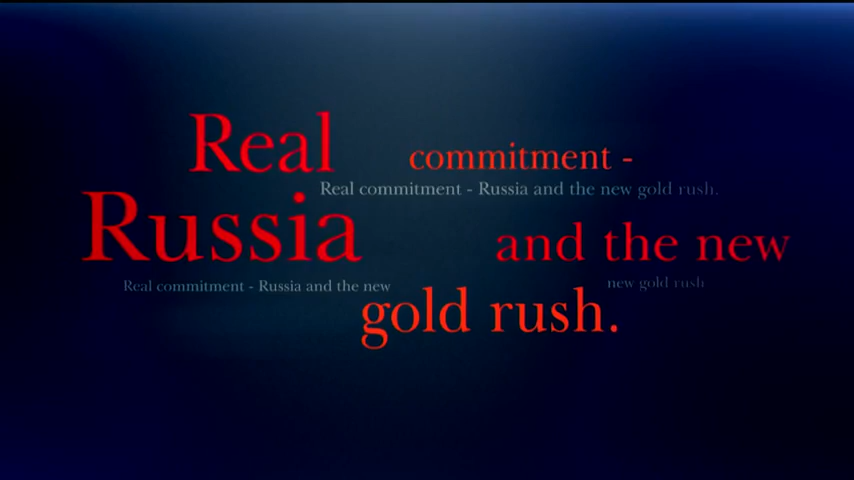 Real commitment -
Real commitment - Russia and the new gold rush.
Russia and the new
Real commitment - Russia and the new
new gold rush
gold rush.